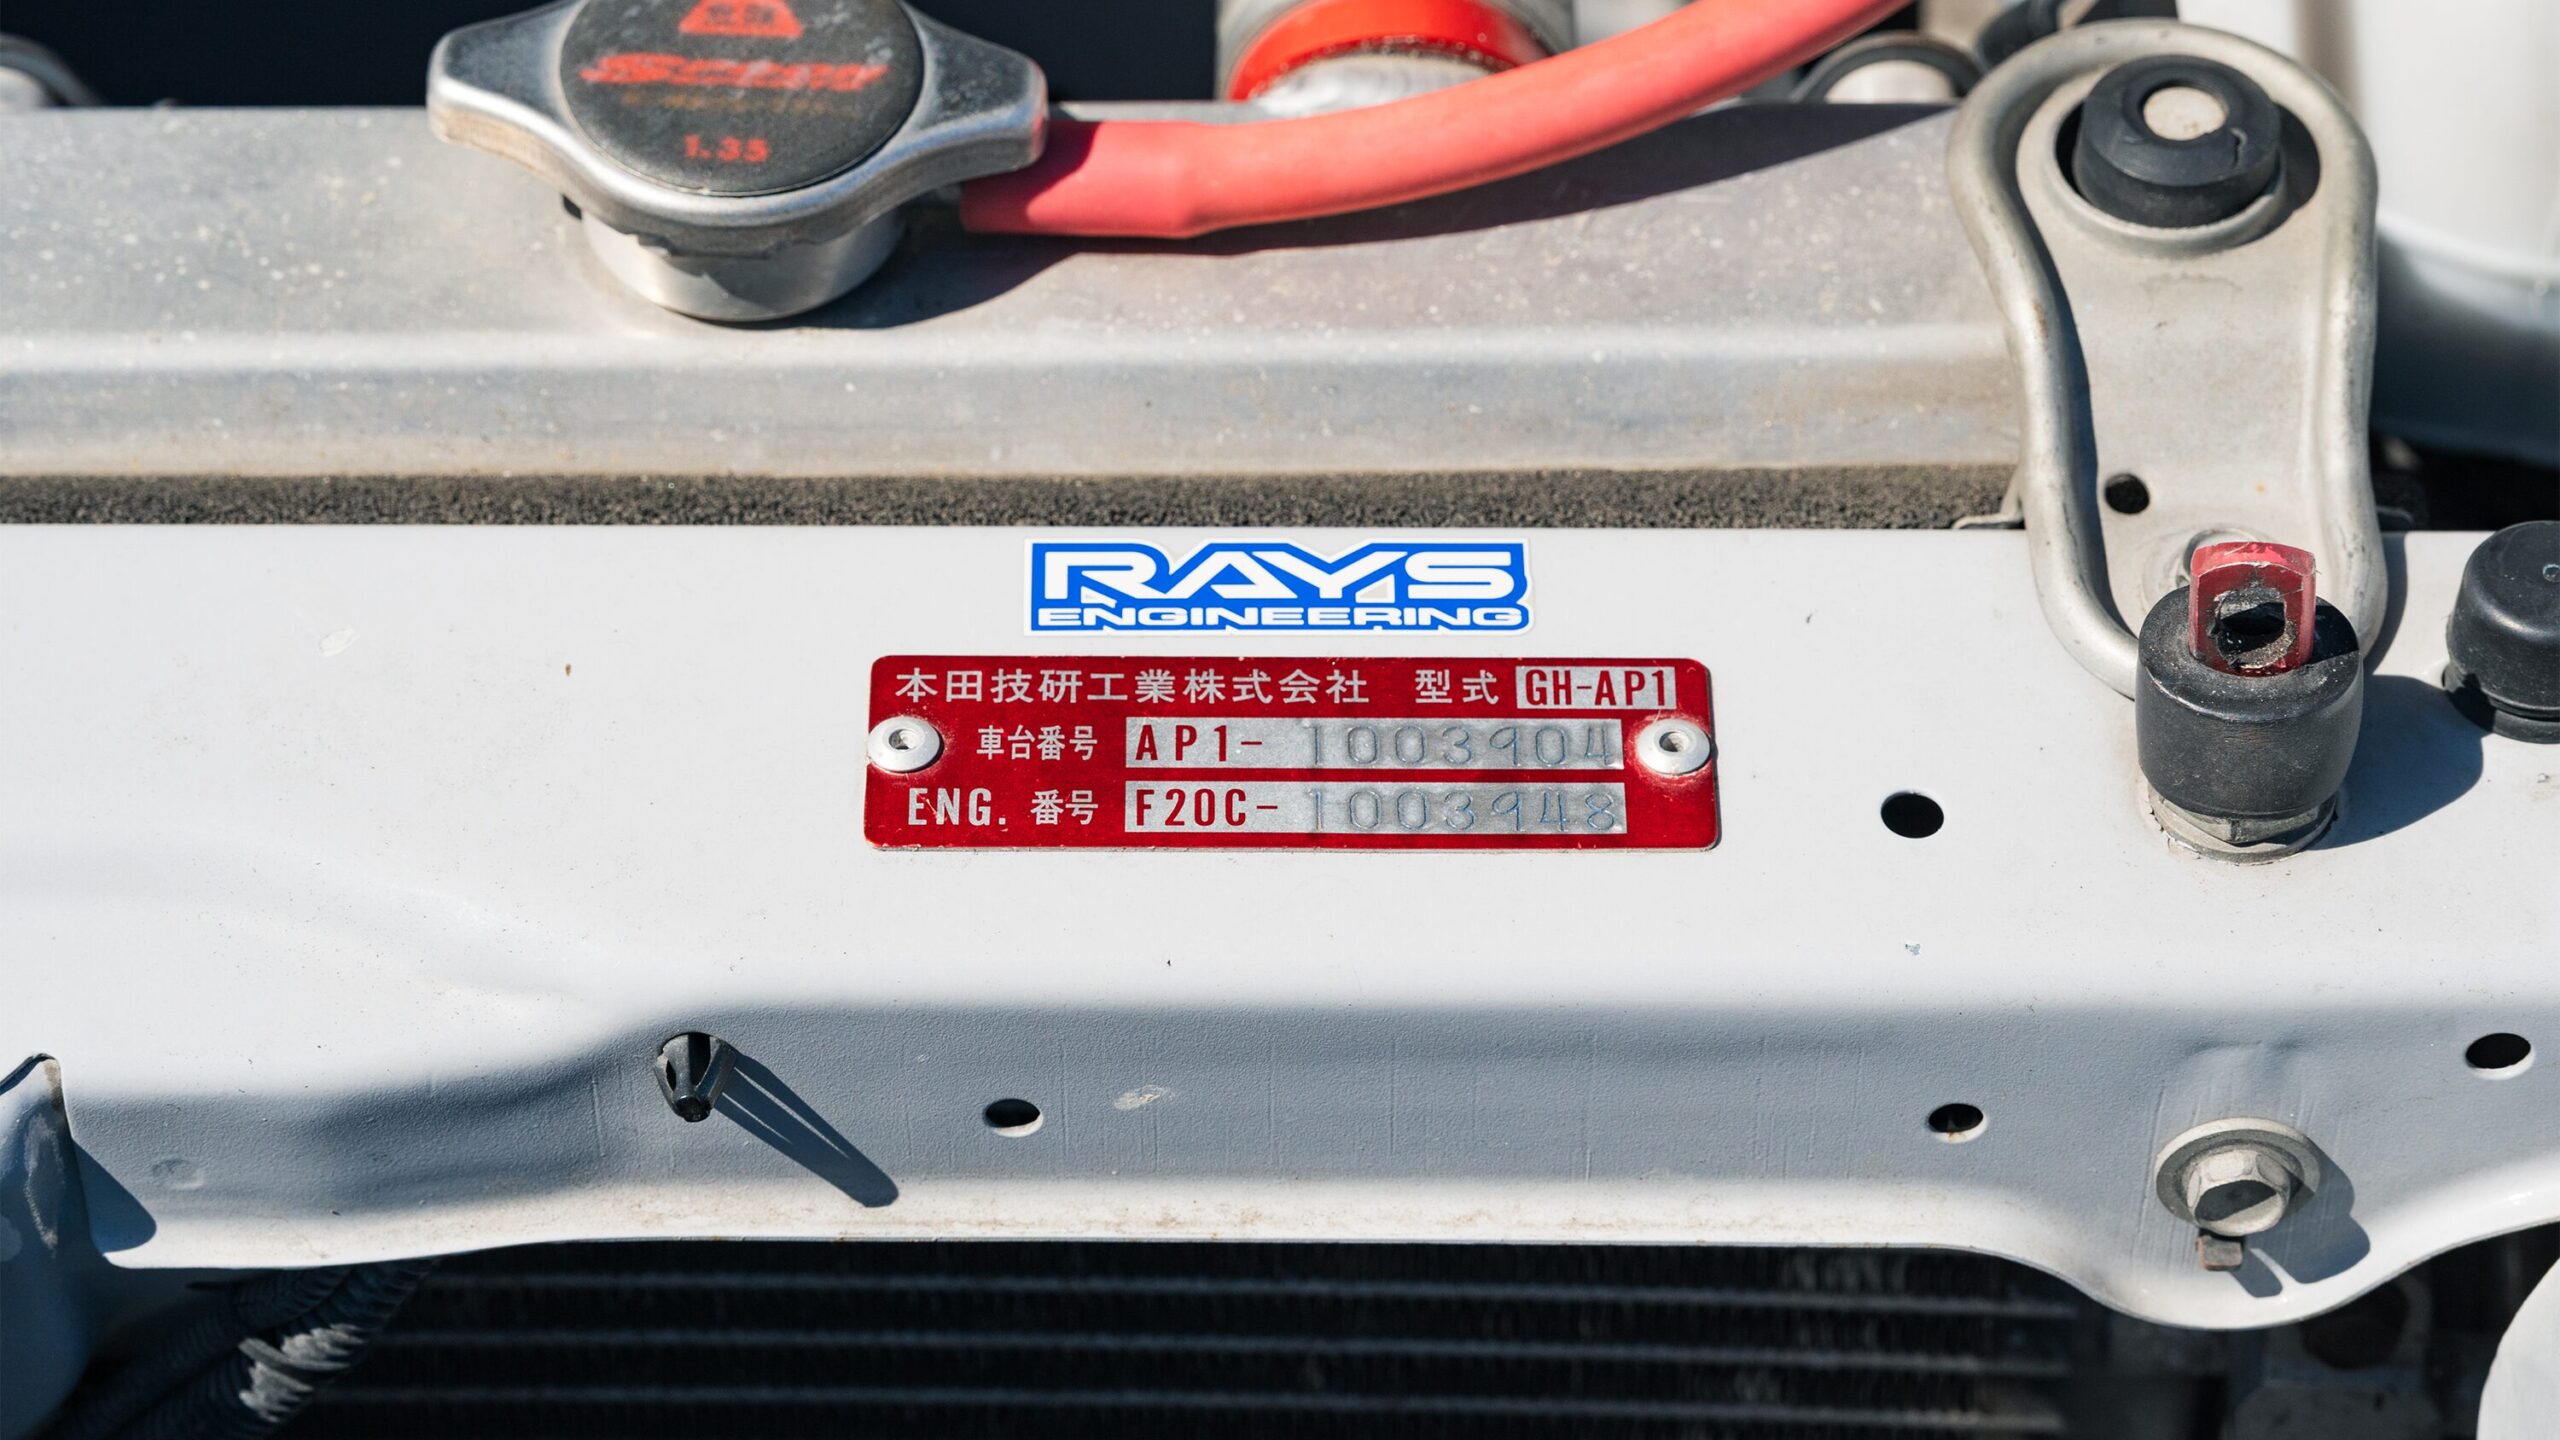 1.35
RAYS
ENGINEERING
本田技研工業株式会社 型式 GH-AP1
車台番号 AP1-1003904
ENG. 番号 F20C-1003948